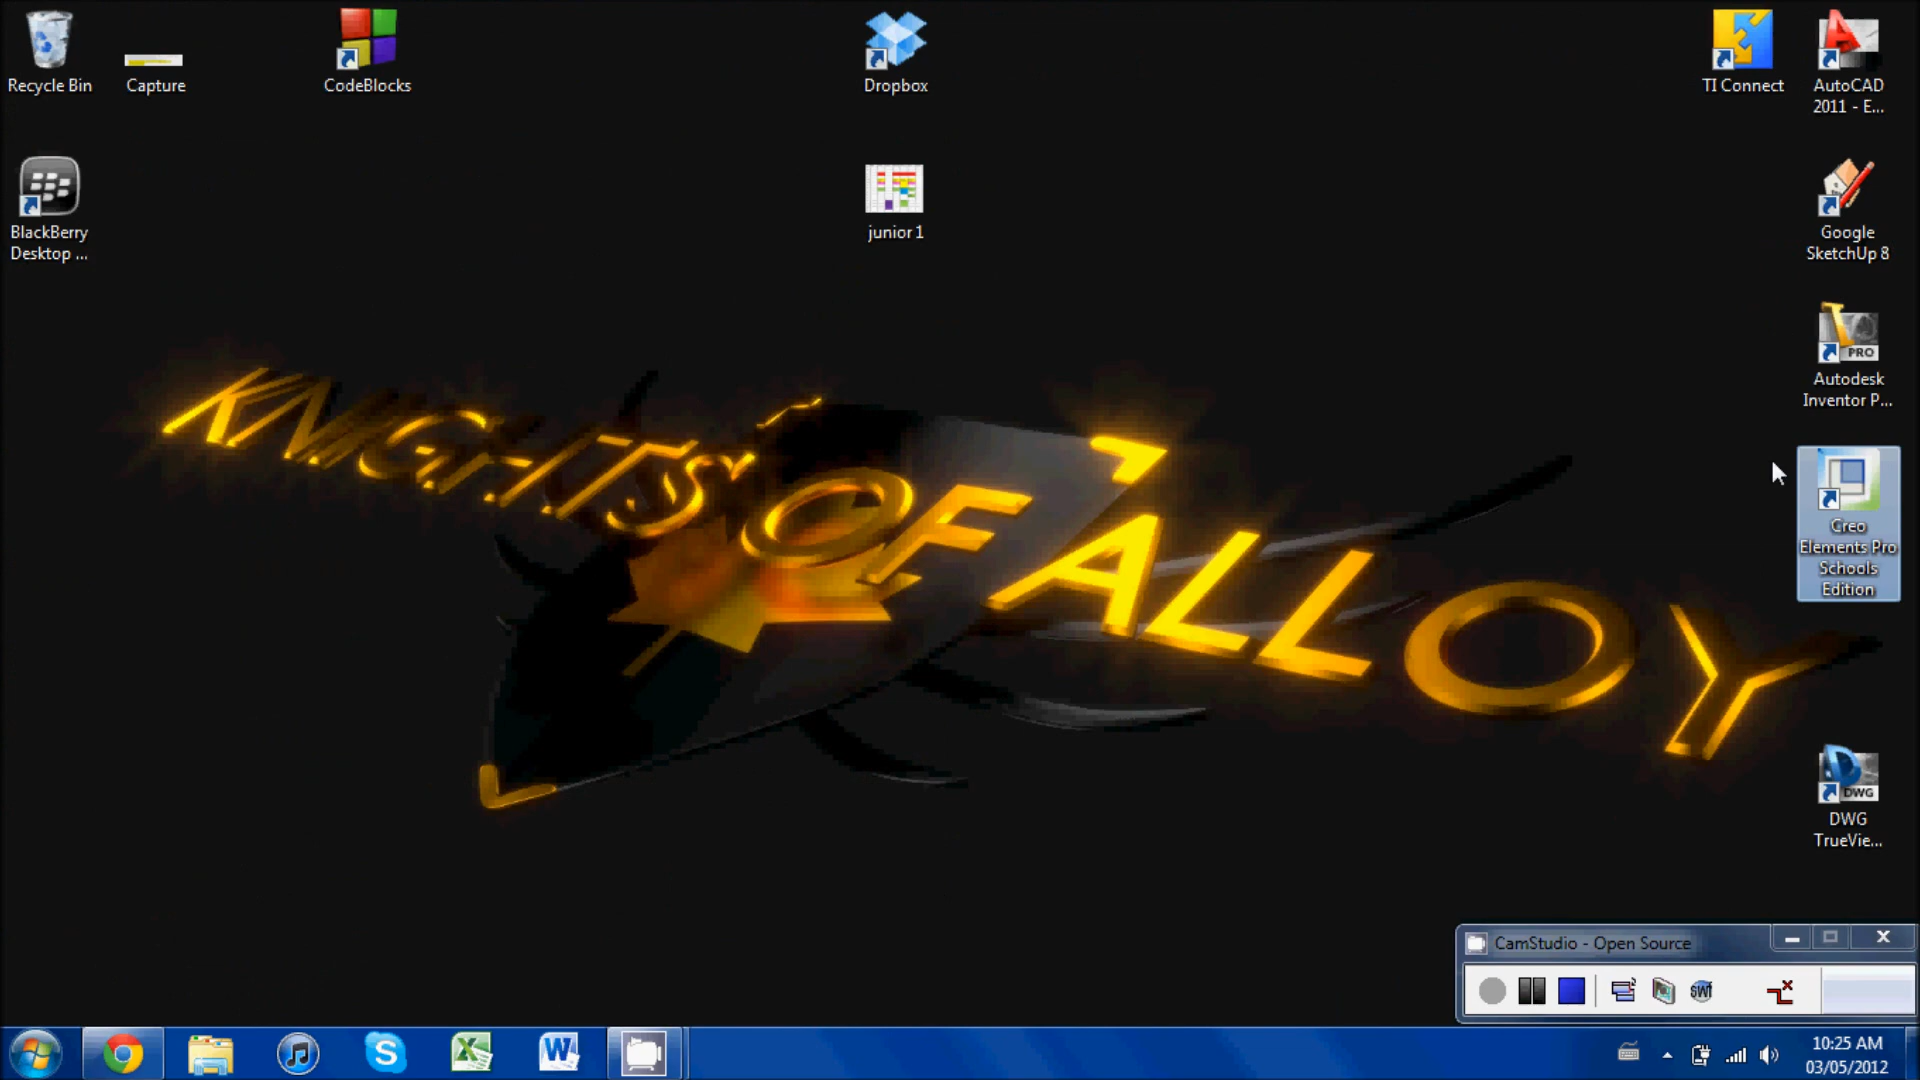 Recycle Bin
Capture
CodeBlocks
Dropbox
TI Connect
AutoCAD
2011 - E...
BlackBerry
Desktop ...
junior 1
Google
SketchUp 8
PRO
Autodesk
Inventor P...
Creo
Elements Pro
Schools
Edition
KNIGHTS OF ALLOY
DWG
DWG
TrueVie...
CamStudio - Open Source
SWf
10:25 AM
03/05/2012